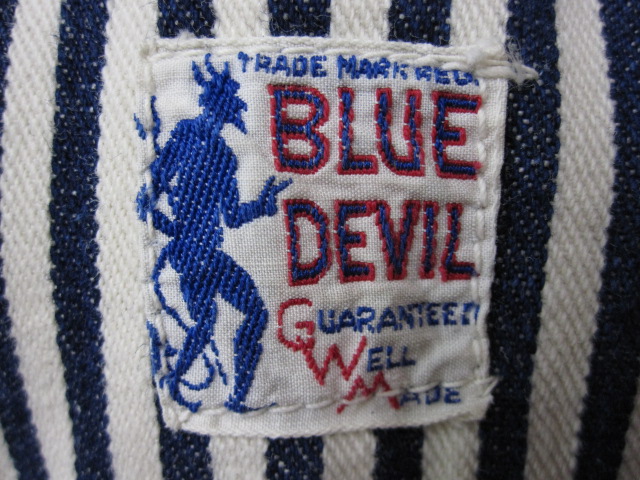 TRADE MARK REG.
BLUE
DEVIL
GUARANTEED
WELL
MADE